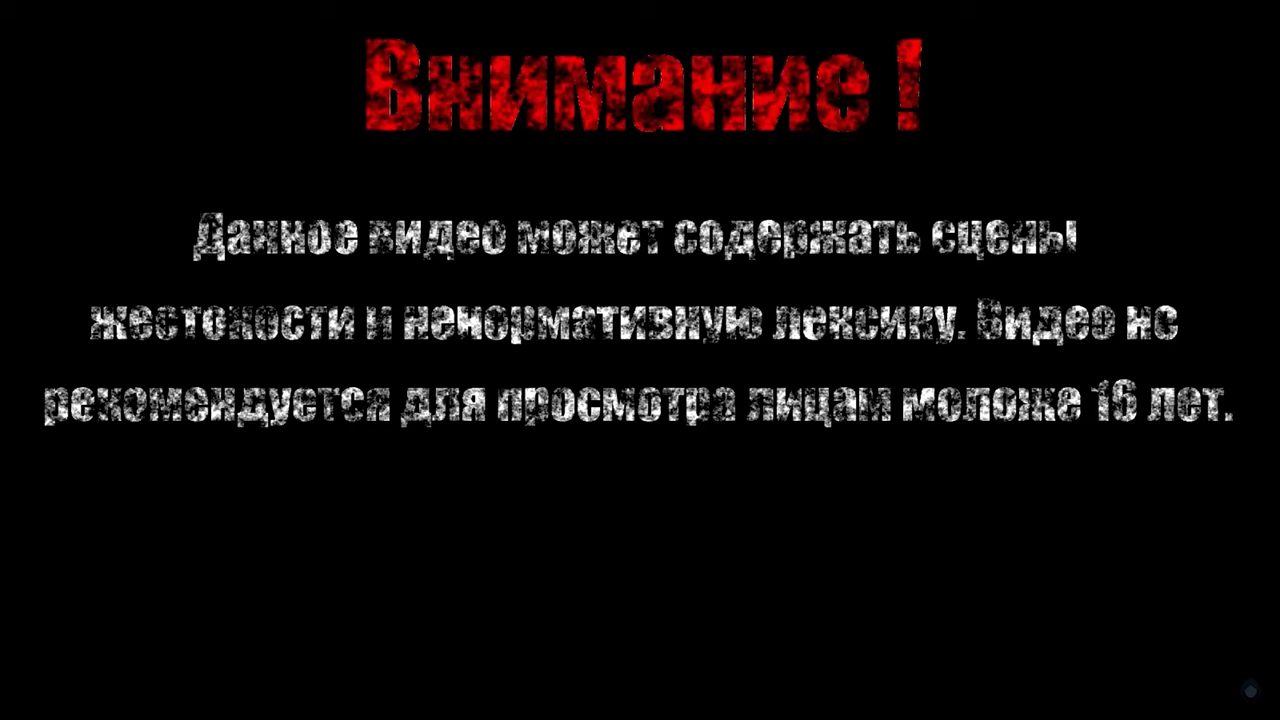 Внимание !
Данное видео может содержать сцены
жестокости и ненормативную лексику. Видео не
рекомендуется для просмотра лицам моложе 16 лет.